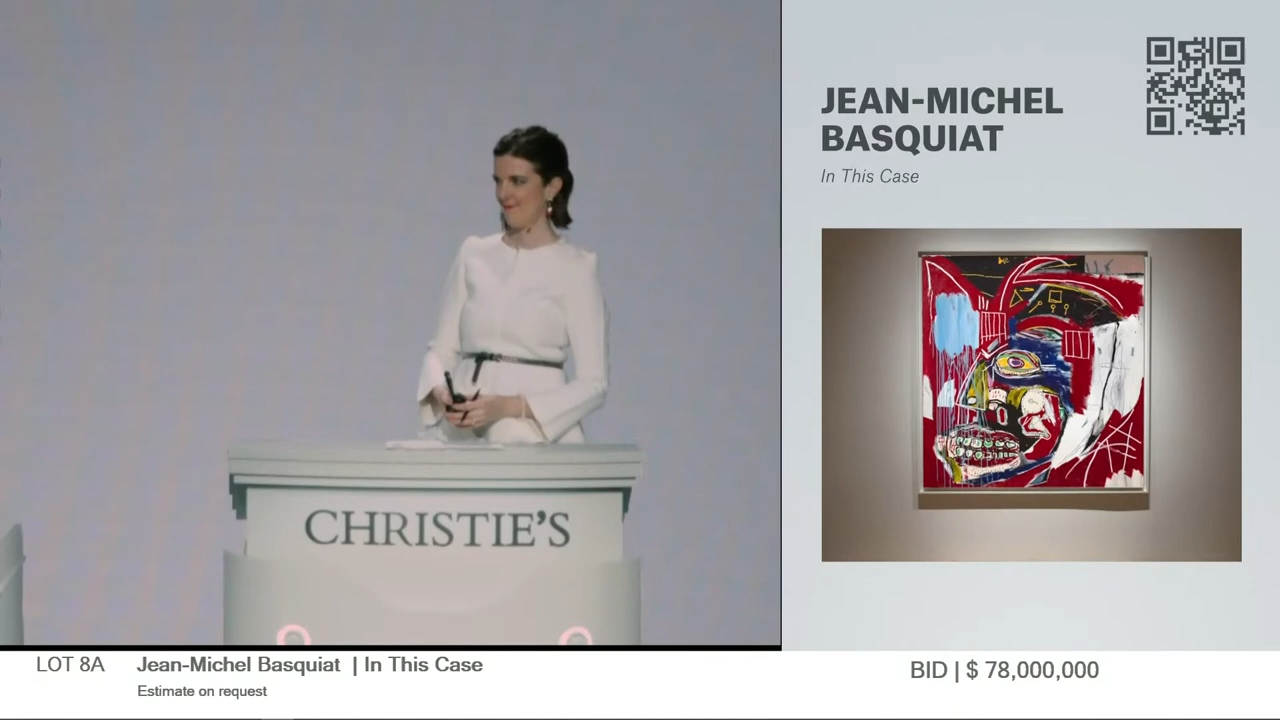 JEAN-MICHEL
BASQUIAT
In This Case
CHRISTIE'S
LOT 8A Jean-Michel Basquiat | In This Case
Estimate on request
BID | $ 78,000,000